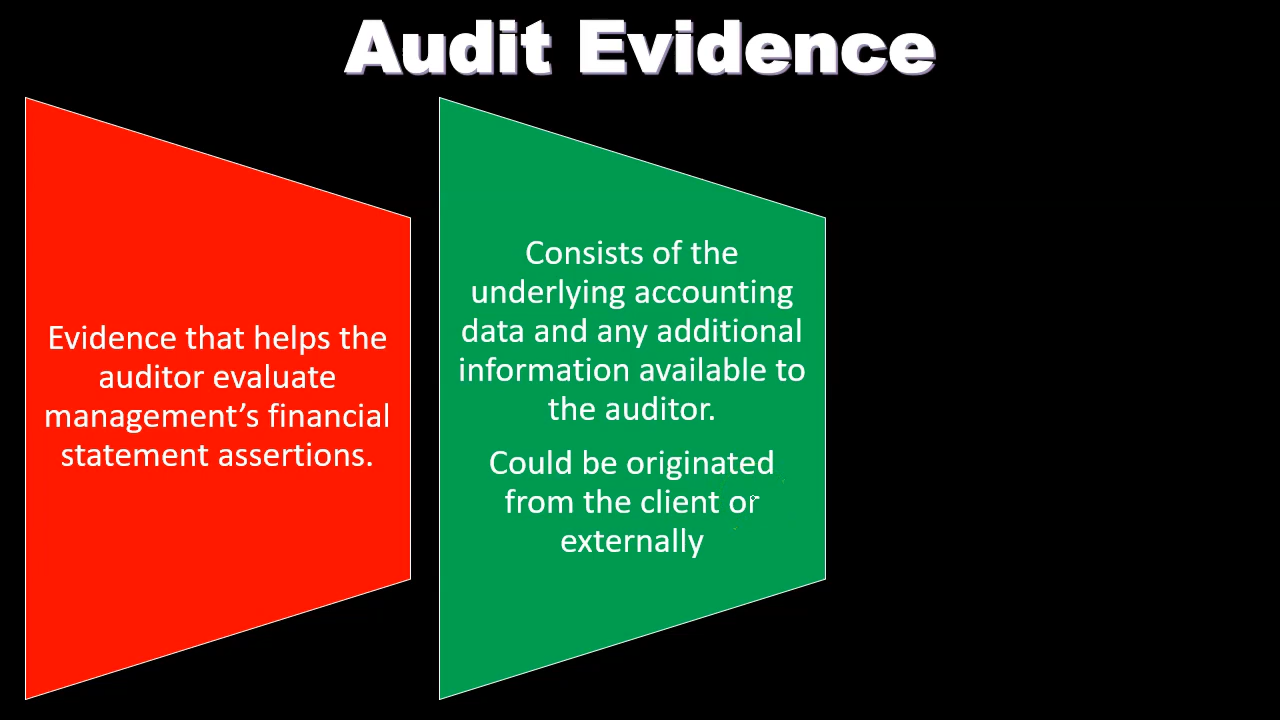 Audit Evidence
Evidence that helps the
auditor evaluate
management’s financial
statement assertions.
Consists of the
underlying accounting
data and any additional
information available to
the auditor.
Could be originated
from the client or
externally